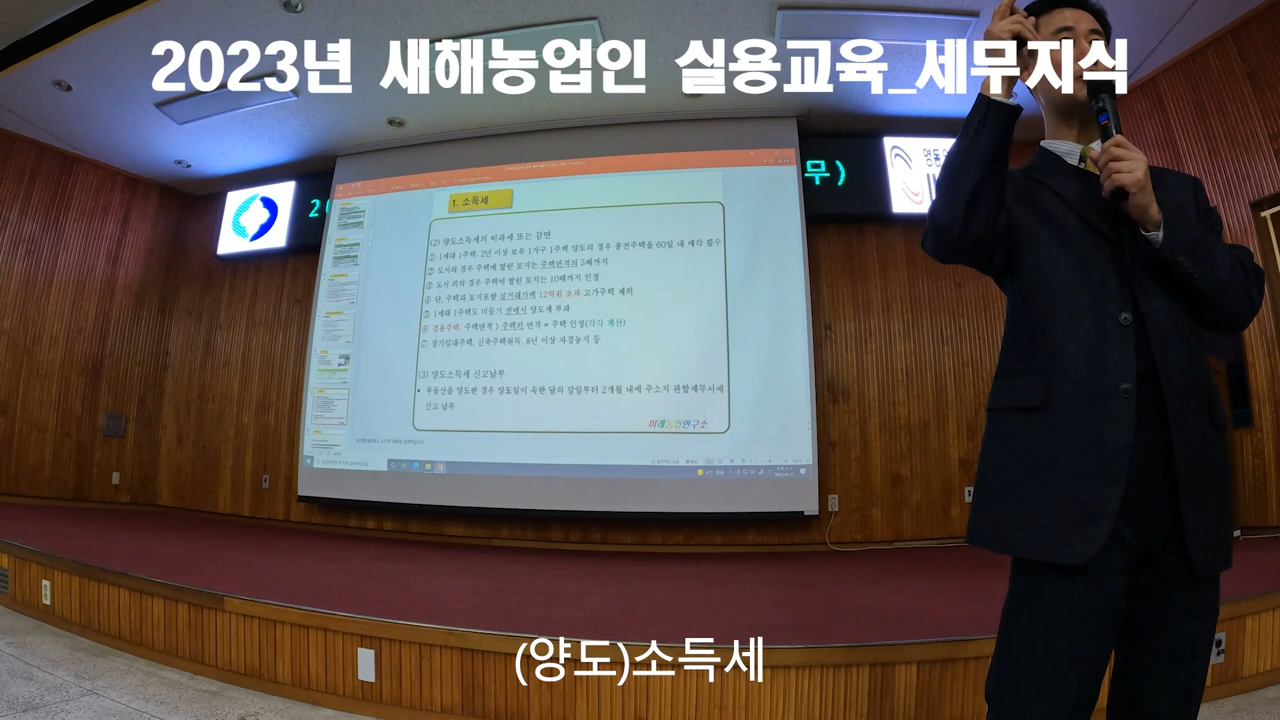 2023년 새해농업인 실용교육_세무지식
무)
영동
1. 소득세
(2) 양도소득세의 비과세 또는 감면
① 1세대 1주택: 2년 이상 보유 1가구 1주택 양도의 경우 종전주택을 60일 내 매각 필수
② 도시의 경우 주택에 딸린 토지는 주택면적의 5배까지
③ 도시 외의 경우 주택에 딸린 토지는 10배까지 인정
④ 단, 주택과 토지포함 실거래가액 12억원 초과 고가주택 제외
⑤ 1세대 1주택도 미등기 전매시 양도세 부과
⑥ 겸용주택: 주택면적 > 주택외 면적 = 주택 인정(각각 계산)
⑦ 장기임대주택, 신축주택취득, 8년 이상 자경농지 등
(3) 양도소득세 신고납부
• 부동산을 양도한 경우 양도일이 속한 달의 말일부터 2개월 내에 주소지 관할세무서에
신고 납부
미래농업연구소
(양도)소득세